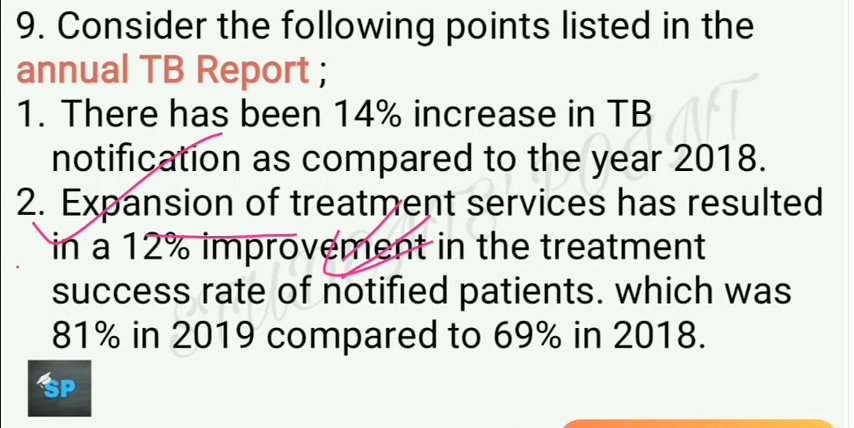 9. Consider the following points listed in the
annual TB Report ;
1. There has been 14% increase in TB
notification as compared to the year 2018.
2. Expansion of treatment services has resulted
in a 12% improvement in the treatment
success rate of notified patients. which was
81% in 2019 compared to 69% in 2018.
SP